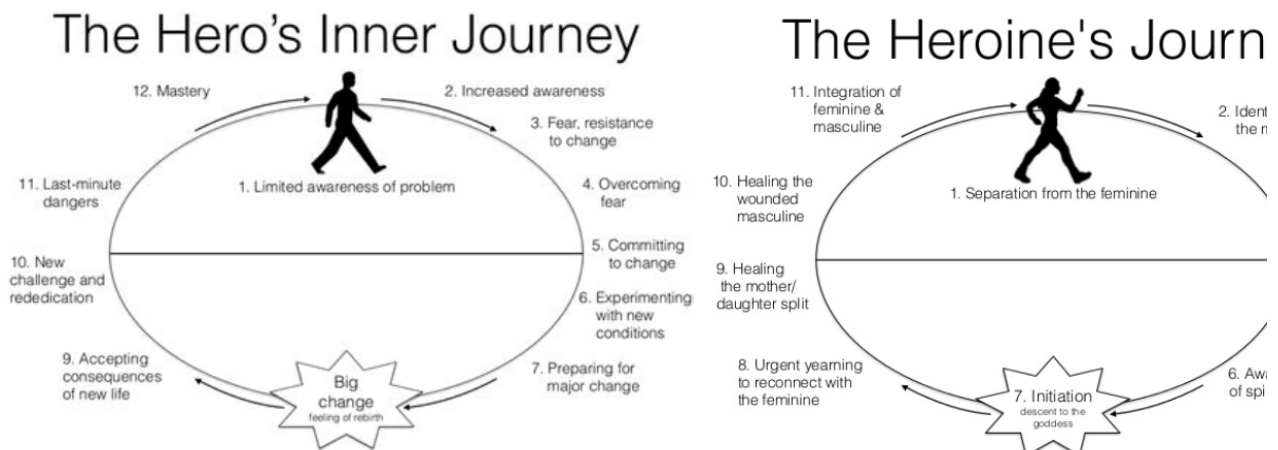 The Hero's Inner Journey
12. Mastery
2. Increased awareness
3. Fear, resistance
to change
11. Last-minute
dangers
1. Limited awareness of problem
4. Overcoming
fear
5. Committing
to change
10. New
challenge and
rededication
6. Experimenting
with new
conditions
9. Accepting
consequences
of new life
7. Preparing for
major change
Big
change
feeling of rebirth
The Heroine's Journ
11. Integration of
feminine &
masculine
2. Ident
the m
10. Healing the
wounded
masculine
1. Separation from the feminine
9. Healing
the mother/
daughter split
8. Urgent yearning
to reconnect with
the feminine
7. Initiation
descent to the
goddess
6. Awa
of spi